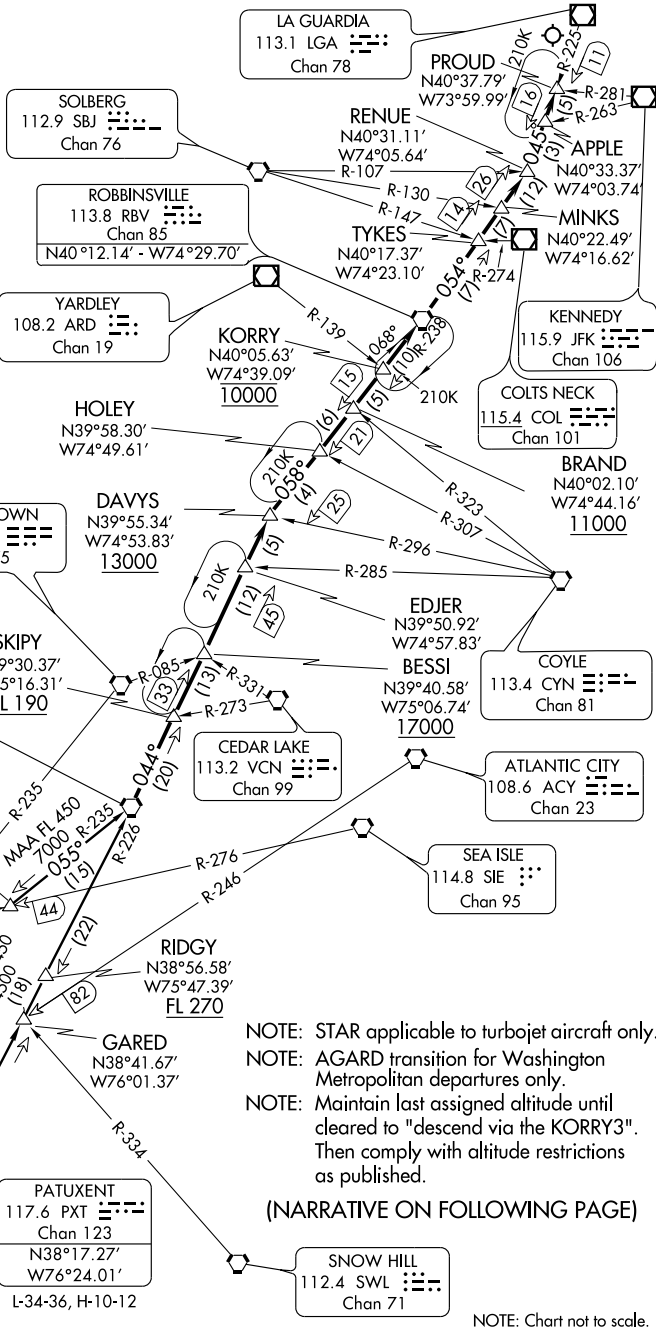 LA GUARDIA
113.1 LGA
Chan 78
210K
R-225
11
PROUD
N40°37.79'
W73°59.99'
16
(5)
R-281
R-263
SOLBERG
112.9 SBJ
Chan 76
RENUE
N40°31.11'
W74°05.64'
045°
(3)
APPLE
N40°33.37'
W74°03.74'
R-107
26
(12)
R-130
14
R-147
(7)
MINKS
N40°22.49'
W74°16.62'
ROBBINSVILLE
113.8 RBV
Chan 85
N40°12.14' - W74°29.70'
TYKES
N40°17.37'
W74°23.10'
R-274
054°
(7)
YARDLEY
108.2 ARD
Chan 19
R-139
KENNEDY
115.9 JFK
Chan 106
KORRY
N40°05.63'
W74°39.09'
10000
068°
R-238
(10)
210K
15
(5)
COLTS NECK
115.4 COL
Chan 101
HOLEY
N39°58.30'
W74°49.61'
(6)
21
BRAND
N40°02.10'
W74°44.16'
11000
210K
058°
(4)
R-323
R-307
OWN
5
DAVYS
N39°55.34'
W74°53.83'
13000
25
R-296
(5)
R-285
210K
(12)
45
EDJER
N39°50.92'
W74°57.83'
SKIPY
9°30.37'
5°16.31'
L 190
R-085
33
(13)
R-331
R-273
BESSI
N39°40.58'
W75°06.74'
17000
COYLE
113.4 CYN
Chan 81
CEDAR LAKE
113.2 VCN
Chan 99
044°
(20)
ATLANTIC CITY
108.6 ACY
Chan 23
R-235
MAA FL 450
7000
R-235
055°
(15)
R-226
R-276
R-246
SEA ISLE
114.8 SIE
Chan 95
44
(22)
450
4500
(18)
82
RIDGY
N38°56.58'
W75°47.39'
FL 270
GARED
N38°41.67'
W76°01.37'
NOTE: STAR applicable to turbojet aircraft only.
NOTE: AGARD transition for Washington
Metropolitan departures only.
NOTE: Maintain last assigned altitude until
cleared to "descend via the KORRY3".
Then comply with altitude restrictions
as published.
R-334
(NARRATIVE ON FOLLOWING PAGE)
PATUXENT
117.6 PXT
Chan 123
N38°17.27'
W76°24.01'
L-34-36, H-10-12
SNOW HILL
112.4 SWL
Chan 71
NOTE: Chart not to scale.